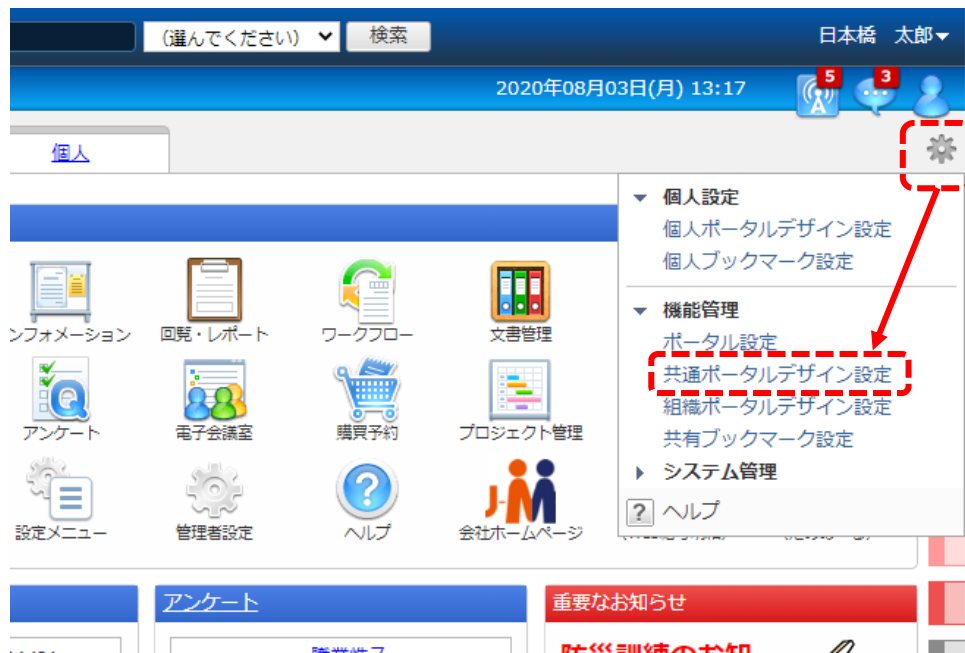 (選んでください) 検索
日本橋 太郎▼
2020年08月03日(月) 13:17
5
3
個人
個人設定
個人ポータルデザイン設定
個人ブックマーク設定
機能管理
ポータル設定
共通ポータルデザイン設定
組織ポータルデザイン設定
共有ブックマーク設定
システム管理
? ヘルプ
ンフォメーション 回覧・レポート ワークフロー 文書管理
アンケート 電子会議室 購買予約 プロジェクト管理
設定メニュー 管理者設定 ヘルプ 会社ホームページ
アンケート
重要なお知らせ
防災訓練のお知